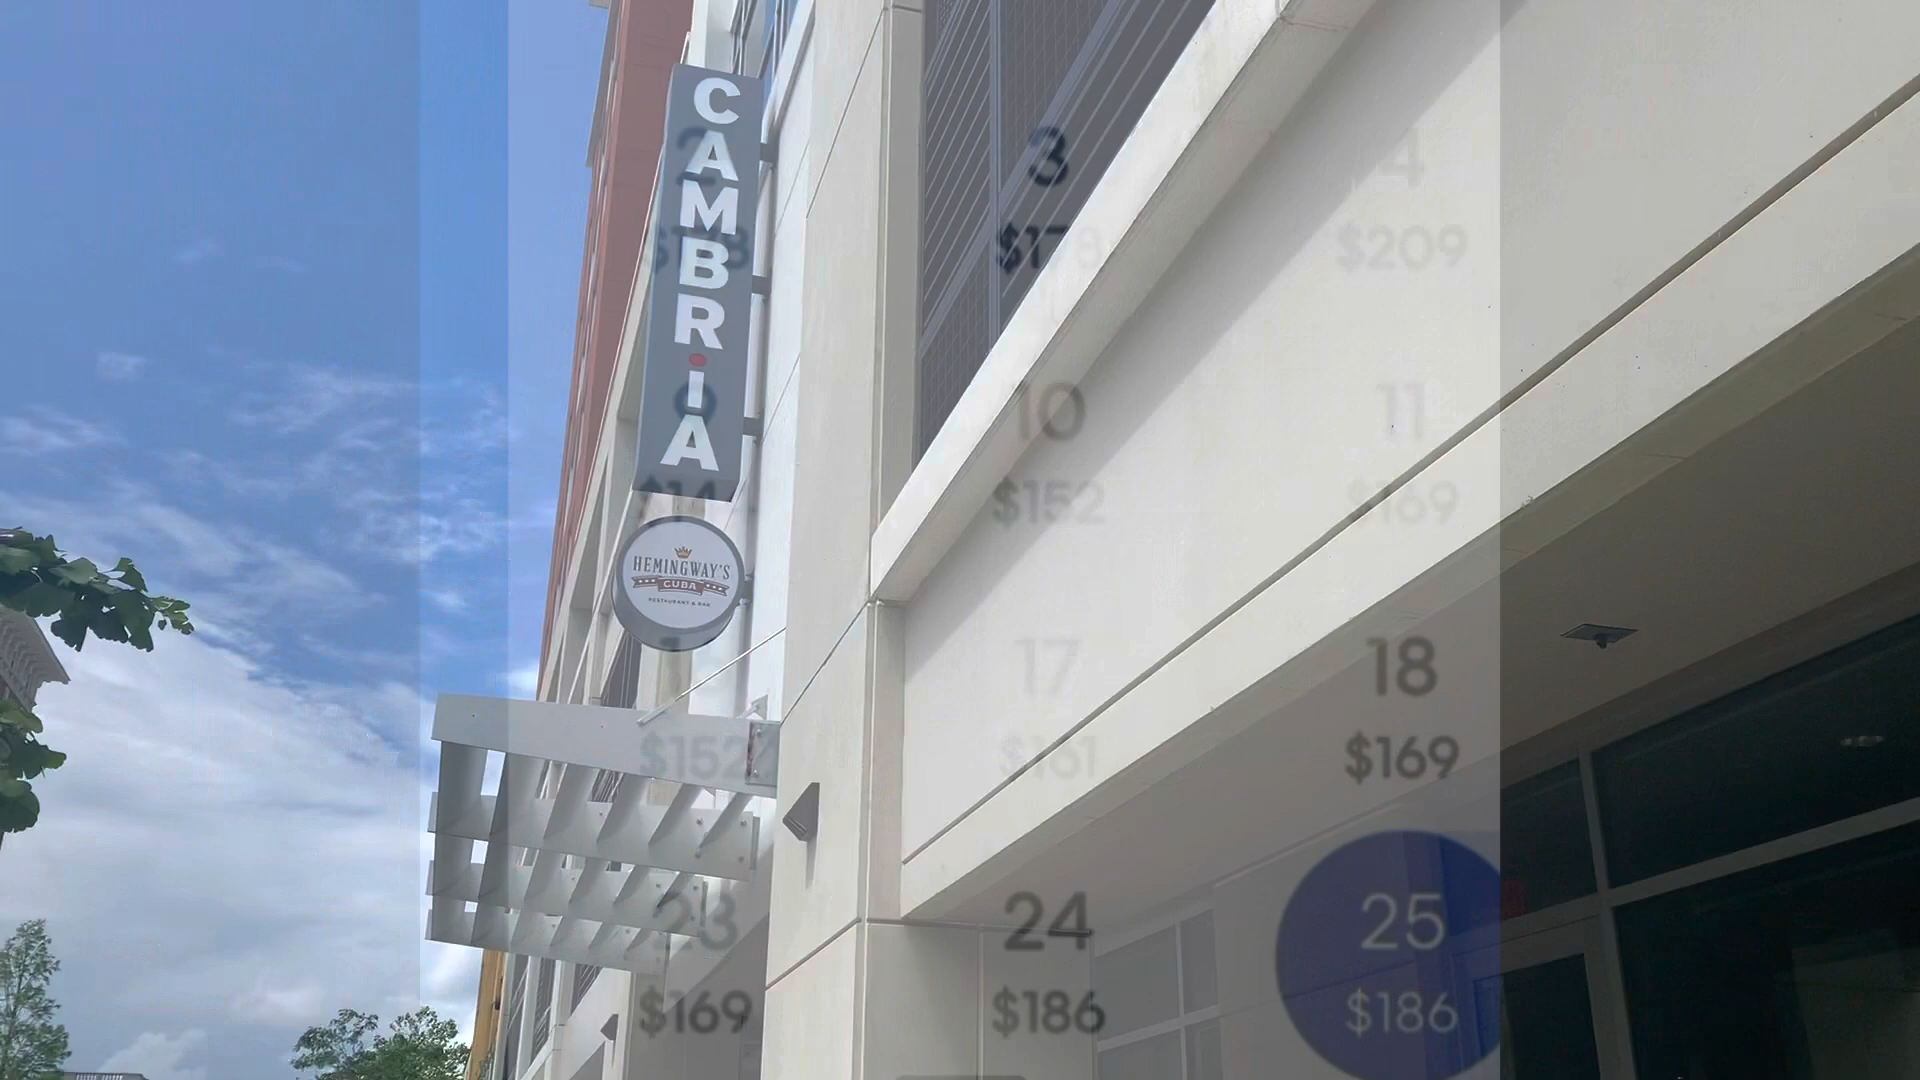 CAMBRiA
HEMINGWAY'S
CUBA
RESTAURANT & BAR
3 4
$178 $209
10 11
$152 $169
17 18
$152 $161 $169
23 24 25
$169 $186 $186